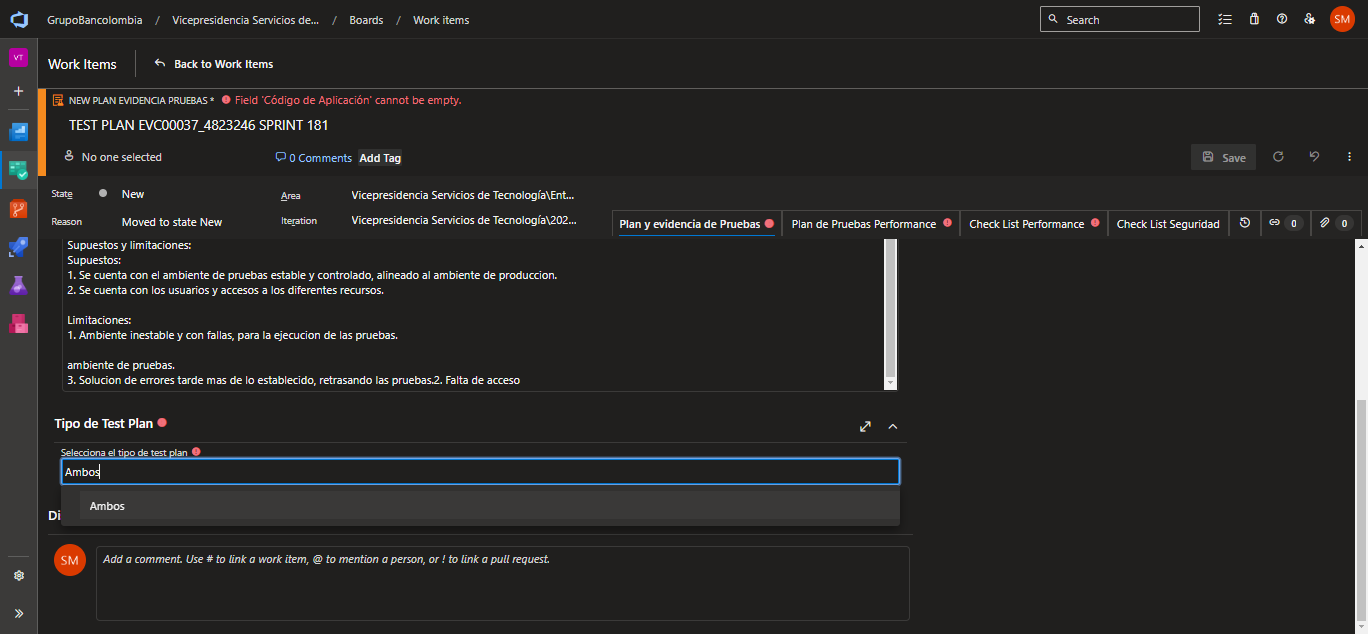 GrupoBancolombia / Vicepresidencia Servicios de... / Boards / Work items
Search
SM
VT
Work Items
Back to Work Items
NEW PLAN EVIDENCIA PRUEBAS * Field 'Código de Aplicación' cannot be empty.
TEST PLAN EVC00037_4823246 SPRINT 181
No one selected
0 Comments
Add Tag
Save
State
New
Area
Vicepresidencia Servicios de Tecnología\Ent...
Reason
Moved to state New
Iteration
Vicepresidencia Servicios de Tecnología\202...
Plan y evidencia de Pruebas
Plan de Pruebas Performance
Check List Performance
Check List Seguridad
0
0
Supuestos y limitaciones:
Supuestos:
1. Se cuenta con el ambiente de pruebas estable y controlado, alineado al ambiente de produccion.
2. Se cuenta con los usuarios y accesos a los diferentes recursos.
Limitaciones:
1. Ambiente inestable y con fallas, para la ejecucion de las pruebas.
ambiente de pruebas.
3. Solucion de errores tarde mas de lo establecido, retrasando las pruebas.2. Falta de acceso
Tipo de Test Plan
Selecciona el tipo de test plan
Ambos
Ambos
Di
SM
Add a comment. Use # to link a work item, @ to mention a person, or ! to link a pull request.